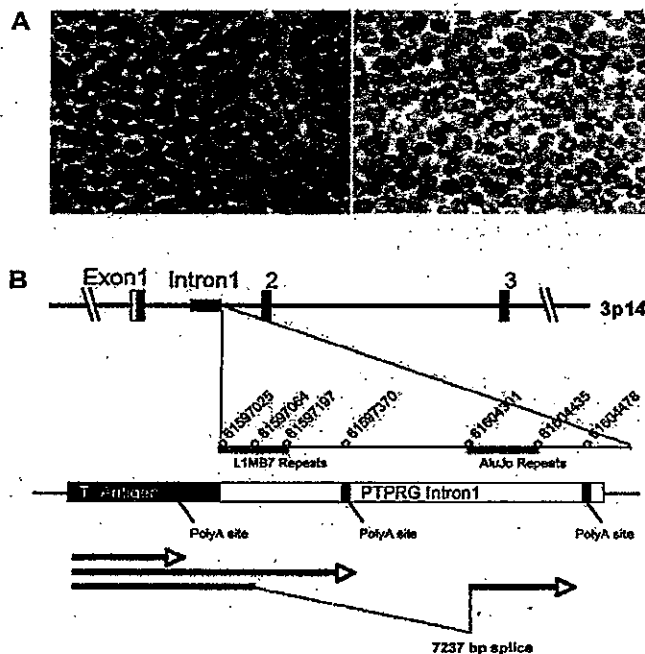 A
B
Exon1 Intron1 2 3
3p14
61597025 61597064 61597197 61597370 61604301 61604435 61604478
L1MB7 Repeats AluJo Repeats
T Antigen PTPRG Intron1
PolyA site PolyA site PolyA site
7237 bp splice